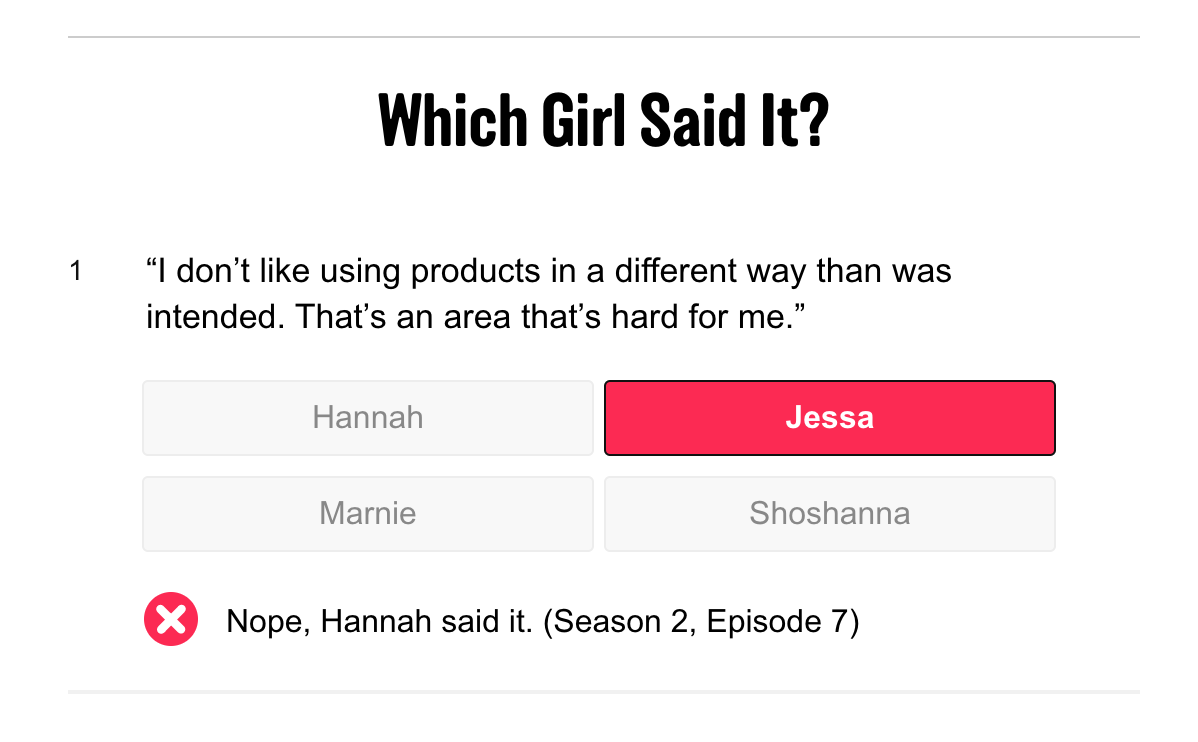 Which Girl Said It?
1
“I don’t like using products in a different way than was
intended. That’s an area that’s hard for me.”
Hannah
Jessa
Marnie
Shoshanna
Nope, Hannah said it. (Season 2, Episode 7)